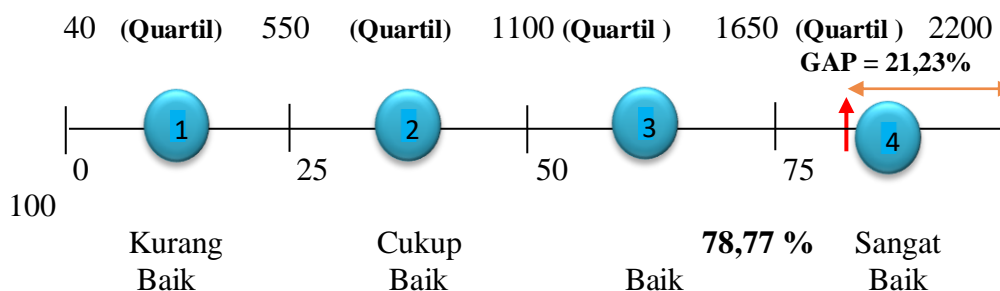 40 (Quartil) 550 (Quartil) 1100 (Quartil ) 1650 (Quartil ) 2200
GAP = 21,23%
1 2 3 4
0 25 50 75
100
Kurang Cukup 78,77 % Sangat
Baik Baik Baik Baik